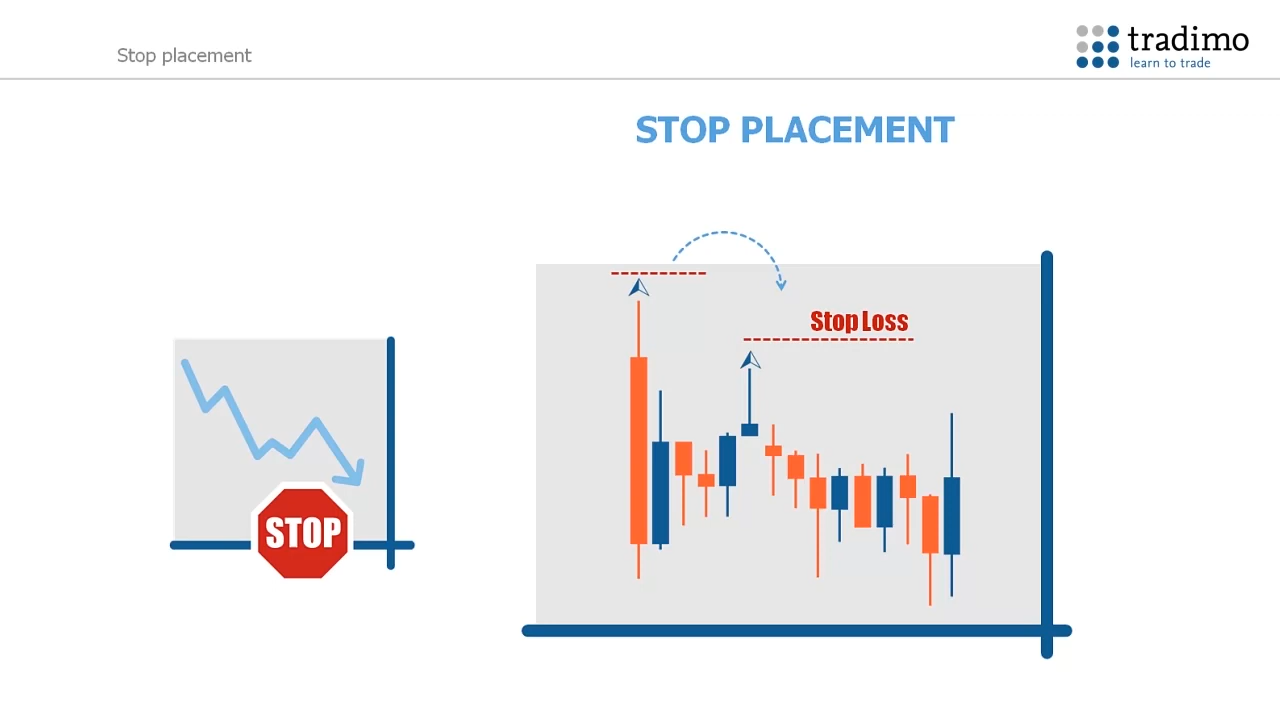 Stop placement
tradimo
learn to trade
STOP PLACEMENT
Stop Loss
STOP